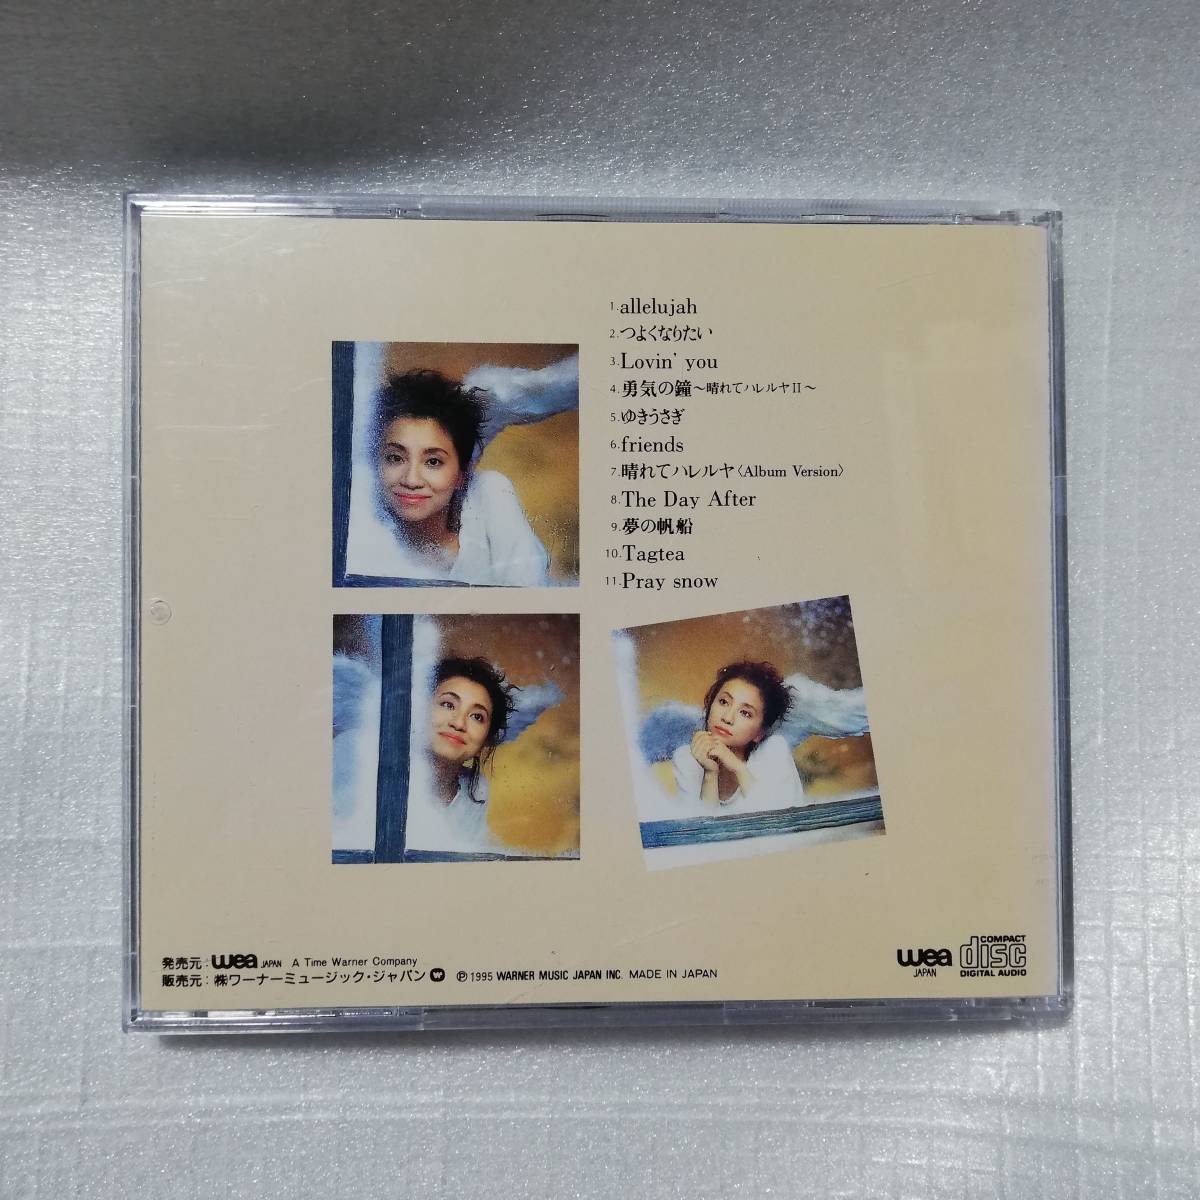 1.allelujah
2.つよくなりたい
3.Lovin' you
4.勇気の鐘～晴れてハレルヤII～
5.ゆきうさぎ
6.friends
7.晴れてハレルヤ〈Album Version〉
8.The Day After
9.夢の帆船
10.Tagtea
11.Pray snow
発売元：wea JAPAN A Time Warner Company
販売元：㈱ワーナーミュージック・ジャパン Ⓟ1995 WARNER MUSIC JAPAN INC. MADE IN JAPAN
wea JAPAN
COMPACT disc DIGITAL AUDIO